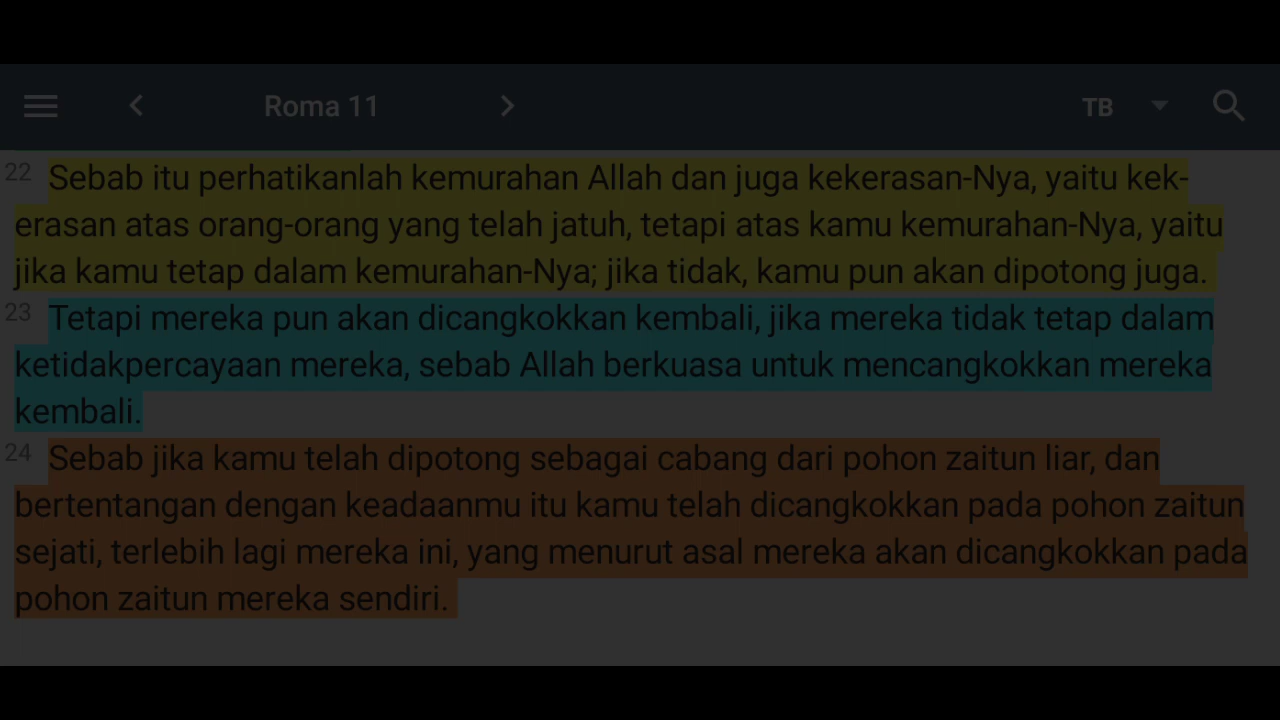 Roma 11
TB
22 Sebab itu perhatikanlah kemurahan Allah dan juga kekerasan-Nya, yaitu kek-
erasan atas orang-orang yang telah jatuh, tetapi atas kamu kemurahan-Nya, yaitu
jika kamu tetap dalam kemurahan-Nya; jika tidak, kamu pun akan dipotong juga.
23 Tetapi mereka pun akan dicangkokkan kembali, jika mereka tidak tetap dalam
ketidakpercayaan mereka, sebab Allah berkuasa untuk mencangkokkan mereka
kembali.
24 Sebab jika kamu telah dipotong sebagai cabang dari pohon zaitun liar, dan
bertentangan dengan keadaanmu itu kamu telah dicangkokkan pada pohon zaitun
sejati, terlebih lagi mereka ini, yang menurut asal mereka akan dicangkokkan pada
pohon zaitun mereka sendiri.